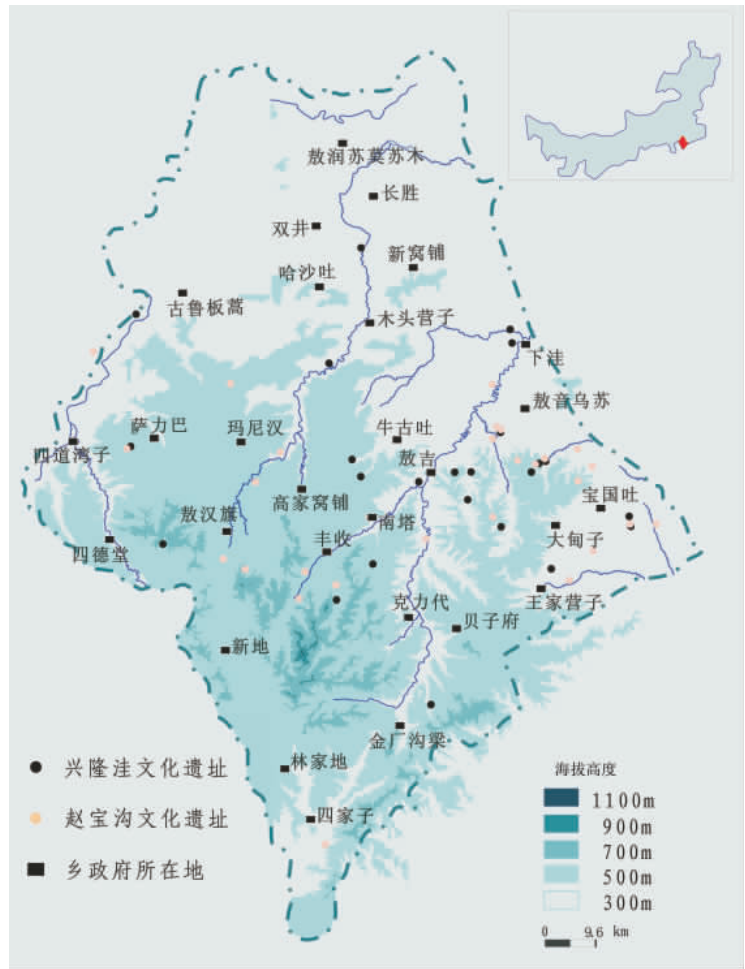 敖润苏莫苏木
长胜
双井
新窝铺
哈沙吐
古鲁板蒿
木头营子
下洼
敖音乌苏
萨力巴
玛尼汉
牛古吐
四道湾子
敖吉
高家窝铺
宝国吐
敖汉旗
南塔
丰收
大甸子
四德堂
克力代
王家营子
贝子府
新地
金厂沟梁
林家地
四家子
兴隆洼文化遗址
赵宝沟文化遗址
乡政府所在地
海拔高度
1100m
900m
700m
500m
300m
0 9.6 km